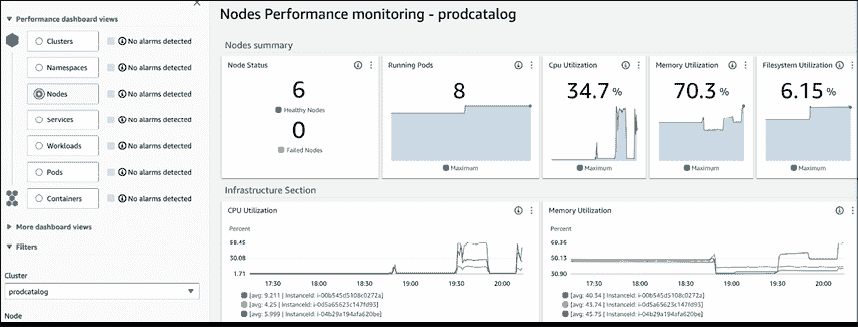 Performance dashboard views
Clusters
No alarms detected
Namespaces
No alarms detected
Nodes
No alarms detected
Services
No alarms detected
Workloads
No alarms detected
Pods
No alarms detected
Containers
No alarms detected
More dashboard views
Filters
Cluster
prodcatalog
Node
Nodes Performance monitoring - prodcatalog
Nodes summary
Node Status
6
Healthy Nodes
0
Failed Nodes
Running Pods
8
Maximum
Cpu Utilization
34.7 %
Maximum
Memory Utilization
70.3 %
Maximum
Filesystem Utilization
6.15 %
Maximum
Infrastructure Section
CPU Utilization
Percent
30.08
1.71
17:30 18:00 18:30 19:00 19:30 20:00
[avg: 9.211 | InstanceId: i-00b545d5108c0272a]
[avg: 4.25 | InstanceId: i-0d5a65623c147fd93]
[avg: 5.999 | InstanceId: i-04b29a194afa620be]
Memory Utilization
Percent
50.13
30.90
17:30 18:00 18:30 19:00 19:30 20:00
[avg: 40.34 | InstanceId: i-00b545d5108c0272a]
[avg: 43.74 | InstanceId: i-0d5a65623c147fd93]
[avg: 45.75 | InstanceId: i-04b29a194afa620be]